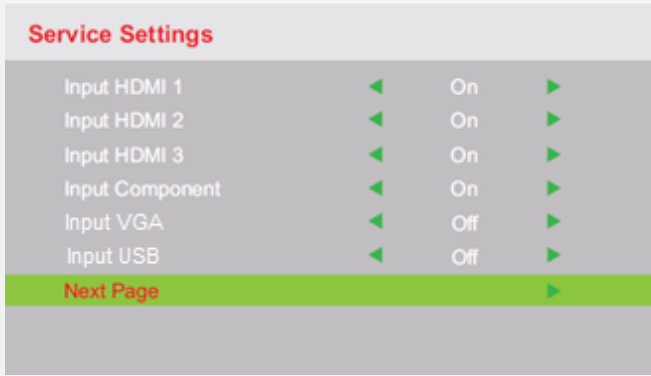 Service Settings
Input HDMI 1 On
Input HDMI 2 On
Input HDMI 3 On
Input Component On
Input VGA Off
Input USB Off
Next Page